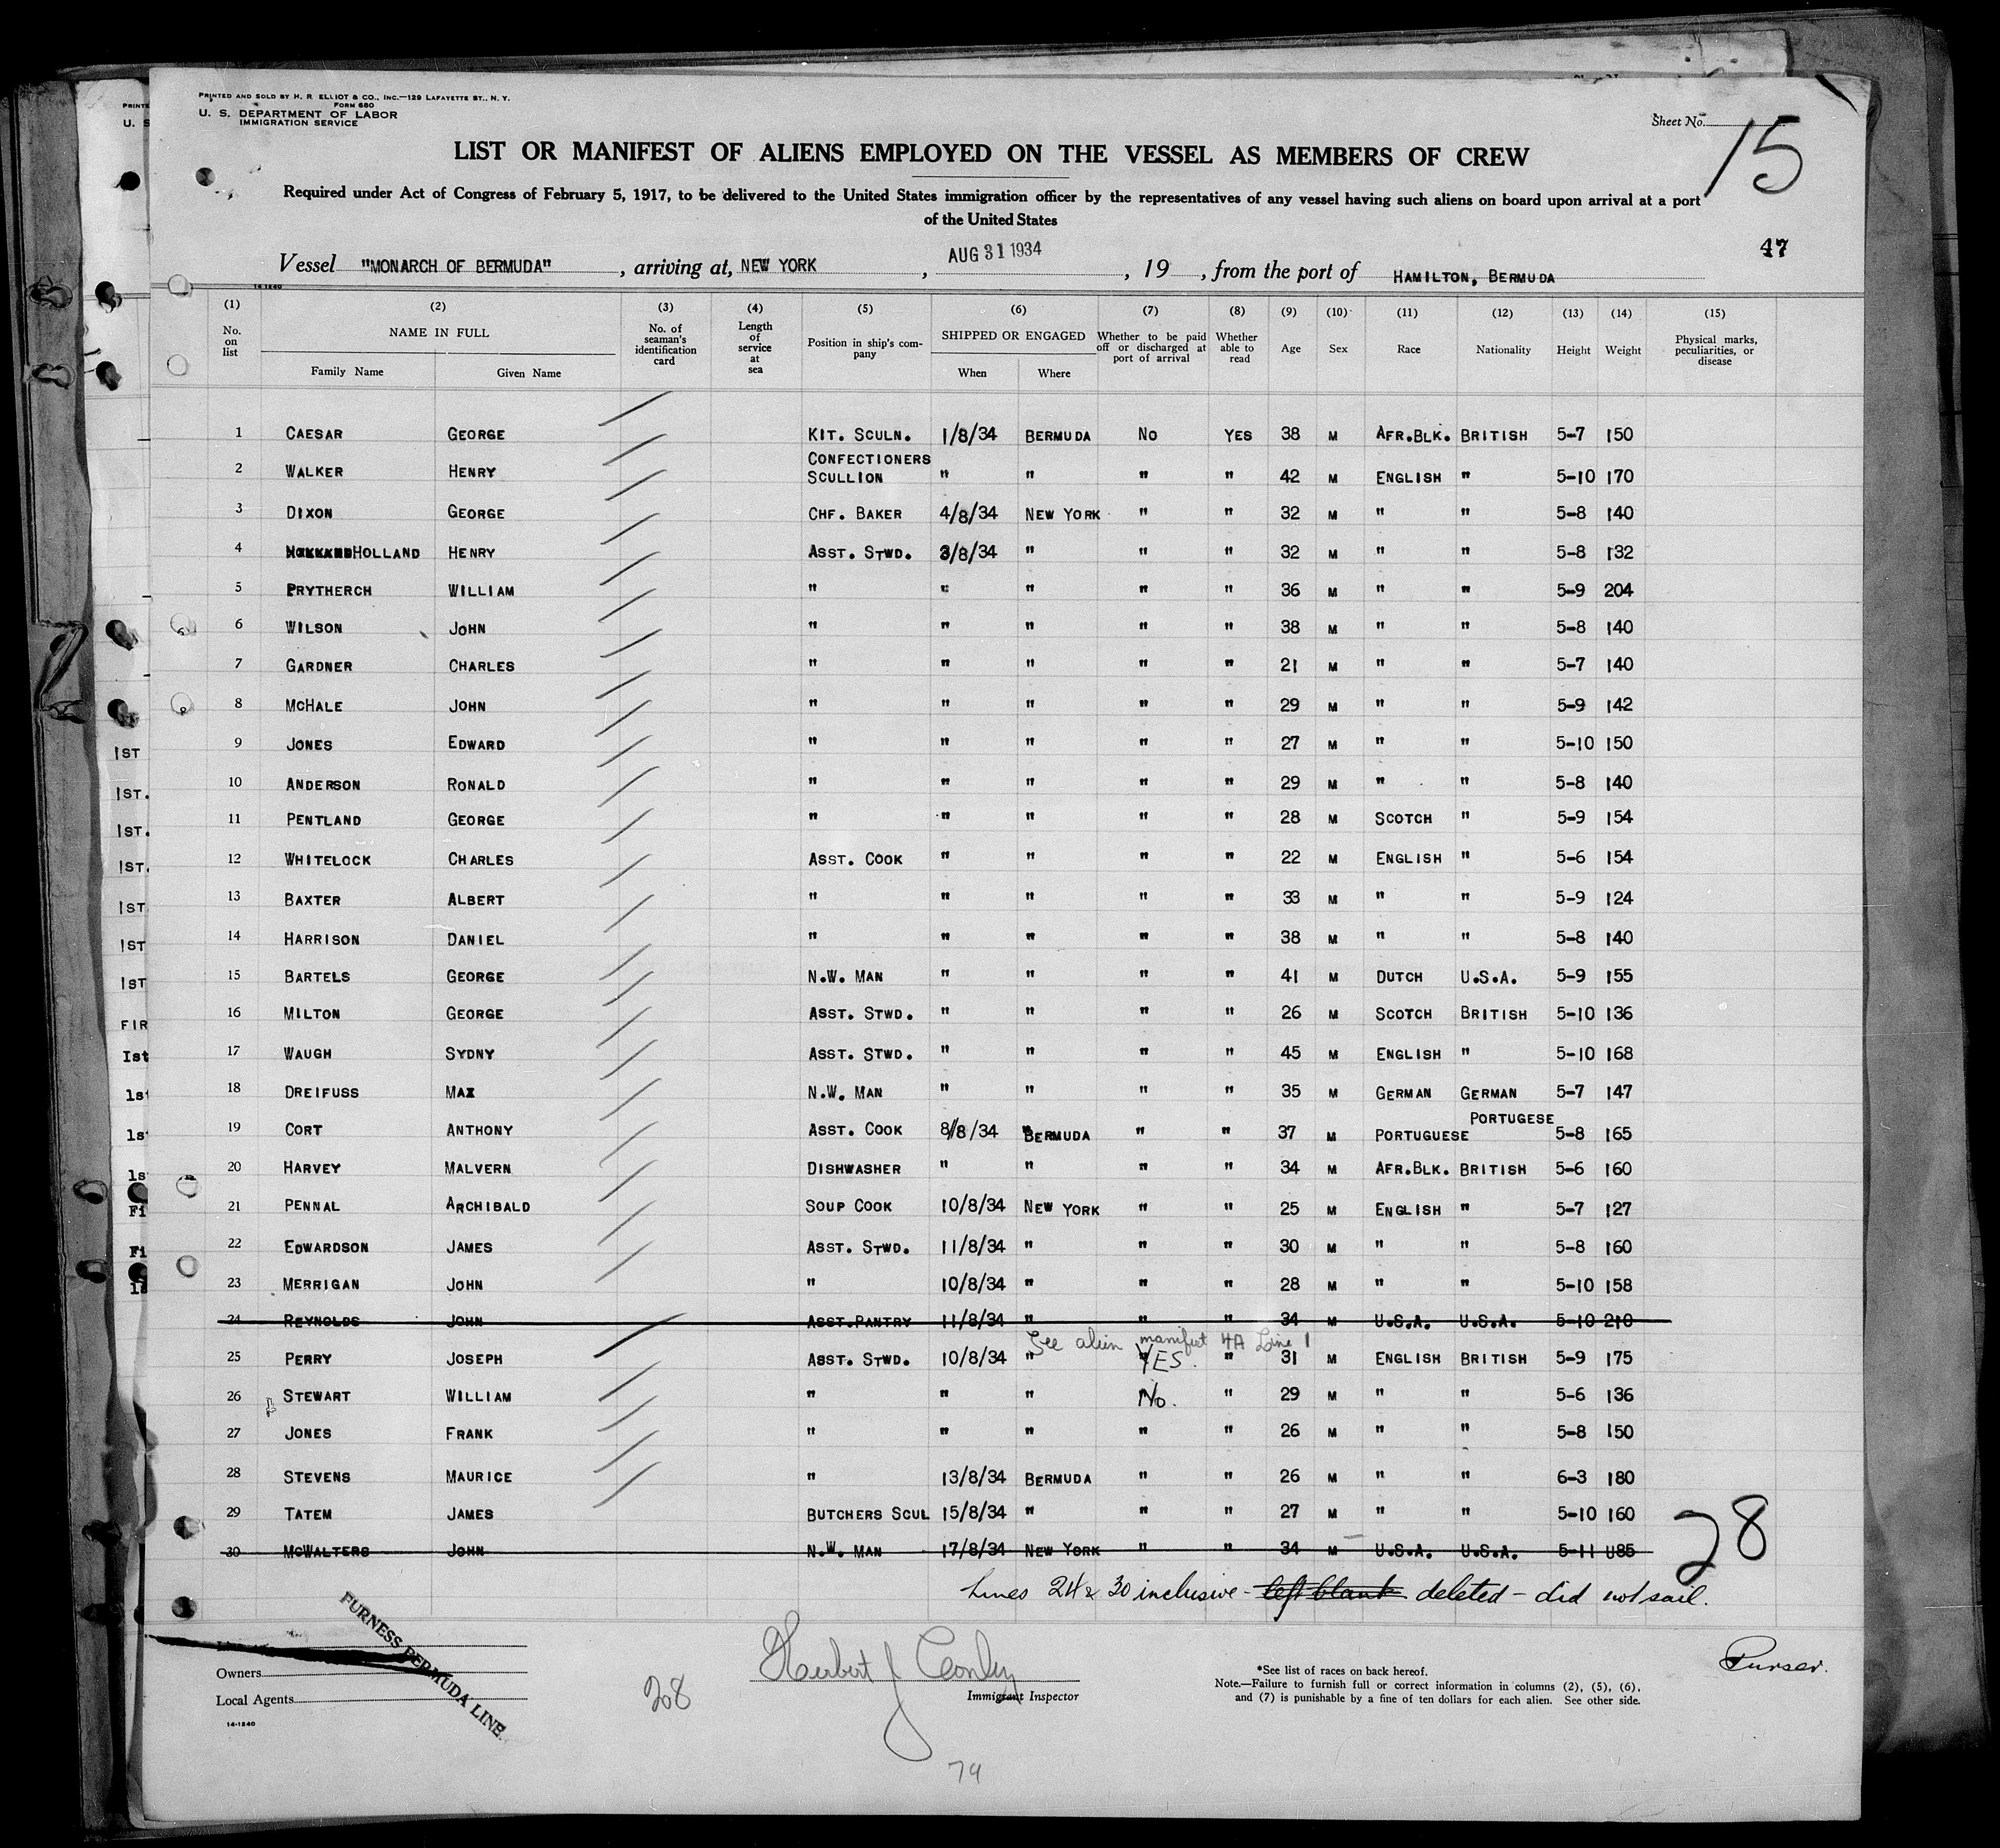 PRINTED AND SOLD BY H. R. ELLIOT & CO., INC.—129 LAFAYETTE ST., N. Y.
FORM 680
U. S. DEPARTMENT OF LABOR
IMMIGRATION SERVICE
Sheet No. 15
LIST OR MANIFEST OF ALIENS EMPLOYED ON THE VESSEL AS MEMBERS OF CREW
Required under Act of Congress of February 5, 1917, to be delivered to the United States immigration officer by the representatives of any vessel having such aliens on board upon arrival at a port
of the United States
47
Vessel "MONARCH OF BERMUDA", arriving at, NEW YORK, AUG 31 1934, 19 , from the port of HAMILTON, BERMUDA
14-1240
(1) (2) (3) (4) (5) (6) (7) (8) (9) (10) (11) (12) (13) (14) (15)
No. on list NAME IN FULL Family Name Given Name No. of seaman's identification card Length of service at sea Position in ship's company SHIPPED OR ENGAGED When Where Whether to be paid off or discharged at port of arrival Whether able to read Age Sex Race Nationality Height Weight Physical marks, peculiarities, or disease
1 CAESAR GEORGE KIT. SCULN. 1/8/34 BERMUDA NO YES 38 M AFR.BLK. BRITISH 5-7 150
2 WALKER HENRY CONFECTIONERS SCULLION " " " " 42 M ENGLISH " 5-10 170
3 DIXON GEORGE CHF. BAKER 4/8/34 NEW YORK " " 32 M " " 5-8 140
4 HOLLAND HENRY ASST. STWD. 3/8/34 " " " 32 M " " 5-8 132
5 PRYTHERCH WILLIAM " " " " " 36 M " " 5-9 204
6 WILSON JOHN " " " " " 38 M " " 5-8 140
7 GARDNER CHARLES " " " " " 21 M " " 5-7 140
8 MCHALE JOHN " " " " " 29 M " " 5-9 142
9 JONES EDWARD " " " " " 27 M " " 5-10 150
10 ANDERSON RONALD " " " " " 29 M " " 5-8 140
11 PENTLAND GEORGE " " " " " 28 M SCOTCH " 5-9 154
12 WHITELOCK CHARLES ASST. COOK " " " " 22 M ENGLISH " 5-6 154
13 BAXTER ALBERT " " " " " 33 M " " 5-9 124
14 HARRISON DANIEL " " " " " 38 M " " 5-8 140
15 BARTELS GEORGE N.W. MAN " " " " 41 M DUTCH U.S.A. 5-9 155
16 MILTON GEORGE ASST. STWD. " " " " 26 M SCOTCH BRITISH 5-10 136
17 WAUGH SYDNY ASST. STWD. " " " " 45 M ENGLISH " 5-10 168
18 DREIFUSS MAX N.W. MAN " " " " 35 M GERMAN GERMAN 5-7 147
19 CORT ANTHONY ASST. COOK 8/8/34 BERMUDA " " 37 M PORTUGUESE PORTUGESE 5-8 165
20 HARVEY MALVERN DISHWASHER " " " " 34 M AFR.BLK. BRITISH 5-6 160
21 PENNAL ARCHIBALD SOUP COOK 10/8/34 NEW YORK " " 25 M ENGLISH " 5-7 127
22 EDWARDSON JAMES ASST. STWD. 11/8/34 " " " 30 M " " 5-8 160
23 MERRIGAN JOHN " 10/8/34 " " " 28 M " " 5-10 158
24 REYNOLDS JOHN ASST.PANTRY 11/8/34 " " " 34 M U.S.A. U.S.A. 5-10 210
See alien manifest 4A Line 1
25 PERRY JOSEPH ASST. STWD. 10/8/34 " YES. " 31 M ENGLISH BRITISH 5-9 175
26 STEWART WILLIAM " " " No. " 29 M " " 5-6 136
27 JONES FRANK " " " " " 26 M " " 5-8 150
28 STEVENS MAURICE " 13/8/34 BERMUDA " " 26 M " " 6-3 180
29 TATEM JAMES BUTCHERS SCUL 15/8/34 " " " 27 M " " 5-10 160
30 MCWALTERS JOHN N.W. MAN 17/8/34 NEW YORK " " 34 M U.S.A. U.S.A. 5-11 U85
28
Lines 24 & 30 inclusive - left blank deleted - did not sail.
FURNESS BERMUDA LINE.
Owners
Local Agents
14-1240
208
Herbert J Conley
Immigrant Inspector
*See list of races on back hereof.
Note.—Failure to furnish full or correct information in columns (2), (5), (6),
and (7) is punishable by a fine of ten dollars for each alien. See other side.
Purser.
79